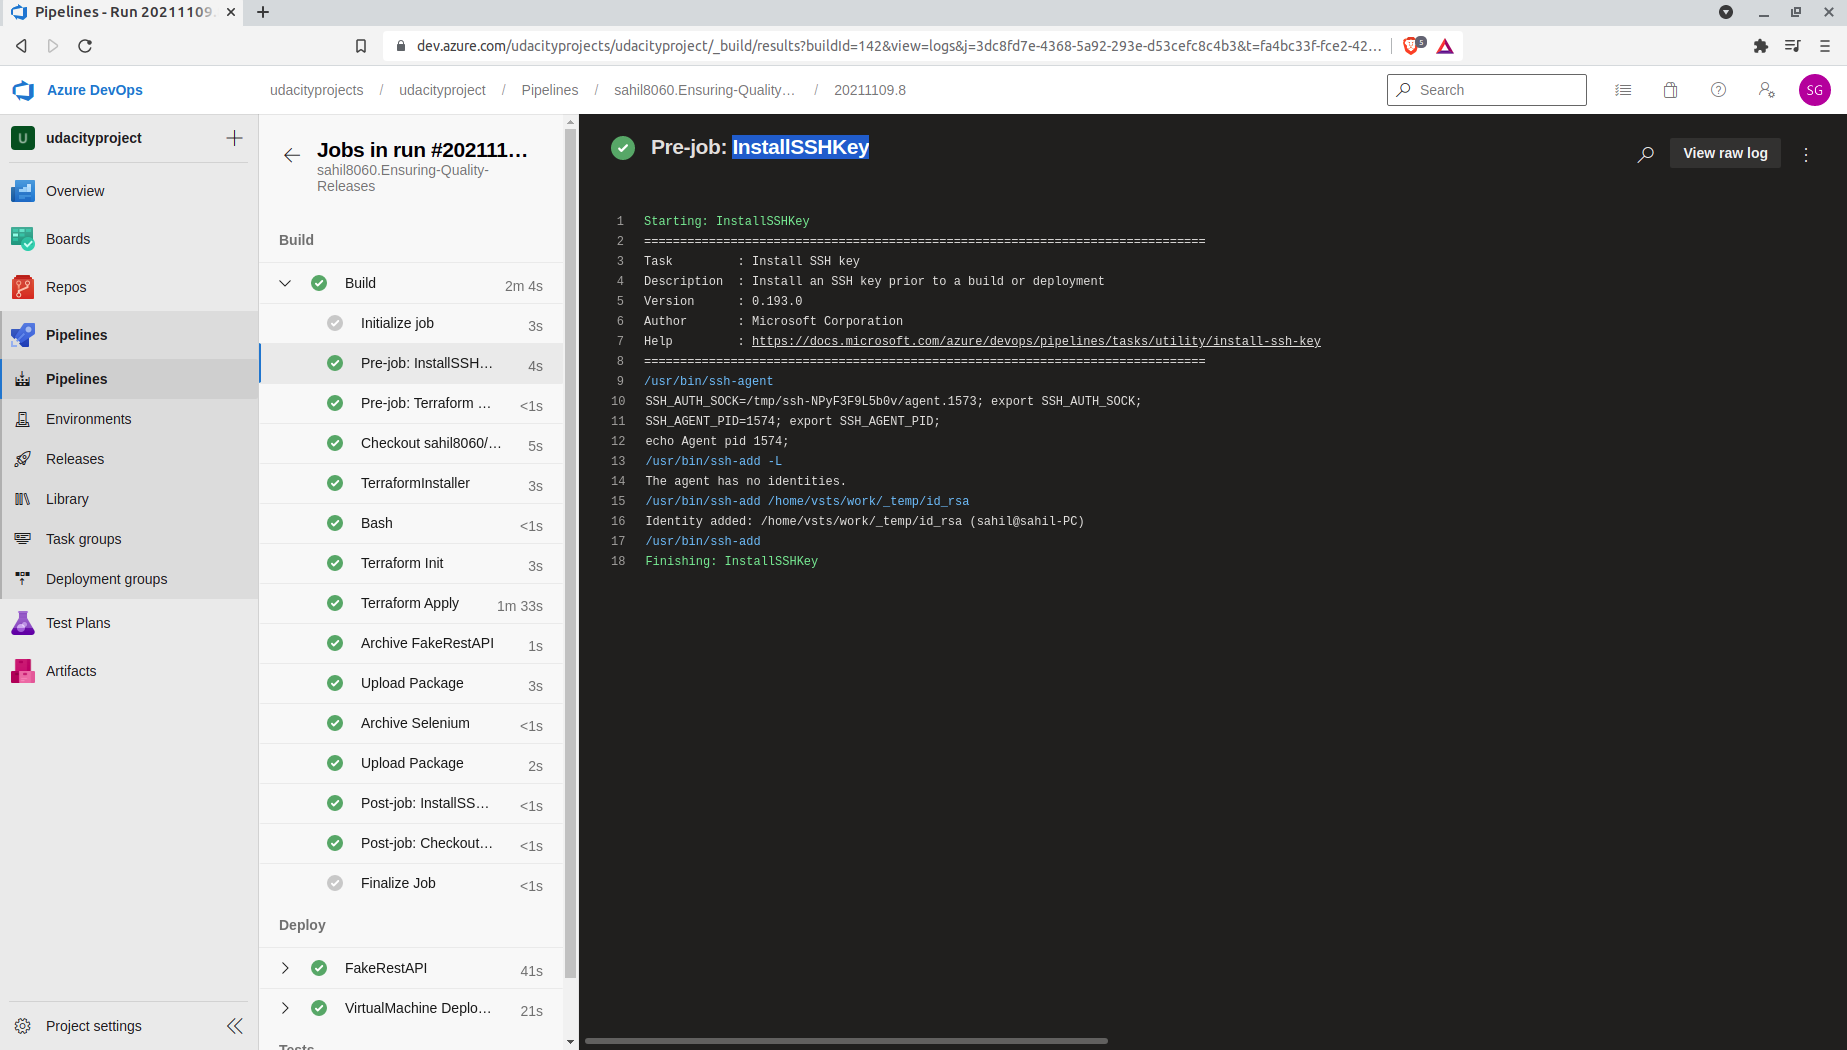 Pipelines - Run 20211109.
dev.azure.com/udacityprojects/udacityproject/_build/results?buildId=142&view=logs&j=3dc8fd7e-4368-5a92-293e-d53cefc8c4b3&t=fa4bc33f-fce2-42...
5
Azure DevOps
udacityprojects / udacityproject / Pipelines / sahil8060.Ensuring-Quality... / 20211109.8
Search
SG
U udacityproject
Overview
Boards
Repos
Pipelines
Pipelines
Environments
Releases
Library
Task groups
Deployment groups
Test Plans
Artifacts
Project settings
Jobs in run #202111...
sahil8060.Ensuring-Quality-
Releases
Build
Build 2m 4s
Initialize job 3s
Pre-job: InstallSSH... 4s
Pre-job: Terraform ... <1s
Checkout sahil8060/... 5s
TerraformInstaller 3s
Bash <1s
Terraform Init 3s
Terraform Apply 1m 33s
Archive FakeRestAPI 1s
Upload Package 3s
Archive Selenium <1s
Upload Package 2s
Post-job: InstallSS... <1s
Post-job: Checkout... <1s
Finalize Job <1s
Deploy
FakeRestAPI 41s
VirtualMachine Deplo... 21s
Tests
Pre-job: InstallSSHKey
View raw log
1 Starting: InstallSSHKey
2 ==============================================================================
3 Task : Install SSH key
4 Description : Install an SSH key prior to a build or deployment
5 Version : 0.193.0
6 Author : Microsoft Corporation
7 Help : https://docs.microsoft.com/azure/devops/pipelines/tasks/utility/install-ssh-key
8 ==============================================================================
9 /usr/bin/ssh-agent
10 SSH_AUTH_SOCK=/tmp/ssh-NPyF3F9L5b0v/agent.1573; export SSH_AUTH_SOCK;
11 SSH_AGENT_PID=1574; export SSH_AGENT_PID;
12 echo Agent pid 1574;
13 /usr/bin/ssh-add -L
14 The agent has no identities.
15 /usr/bin/ssh-add /home/vsts/work/_temp/id_rsa
16 Identity added: /home/vsts/work/_temp/id_rsa (sahil@sahil-PC)
17 /usr/bin/ssh-add
18 Finishing: InstallSSHKey